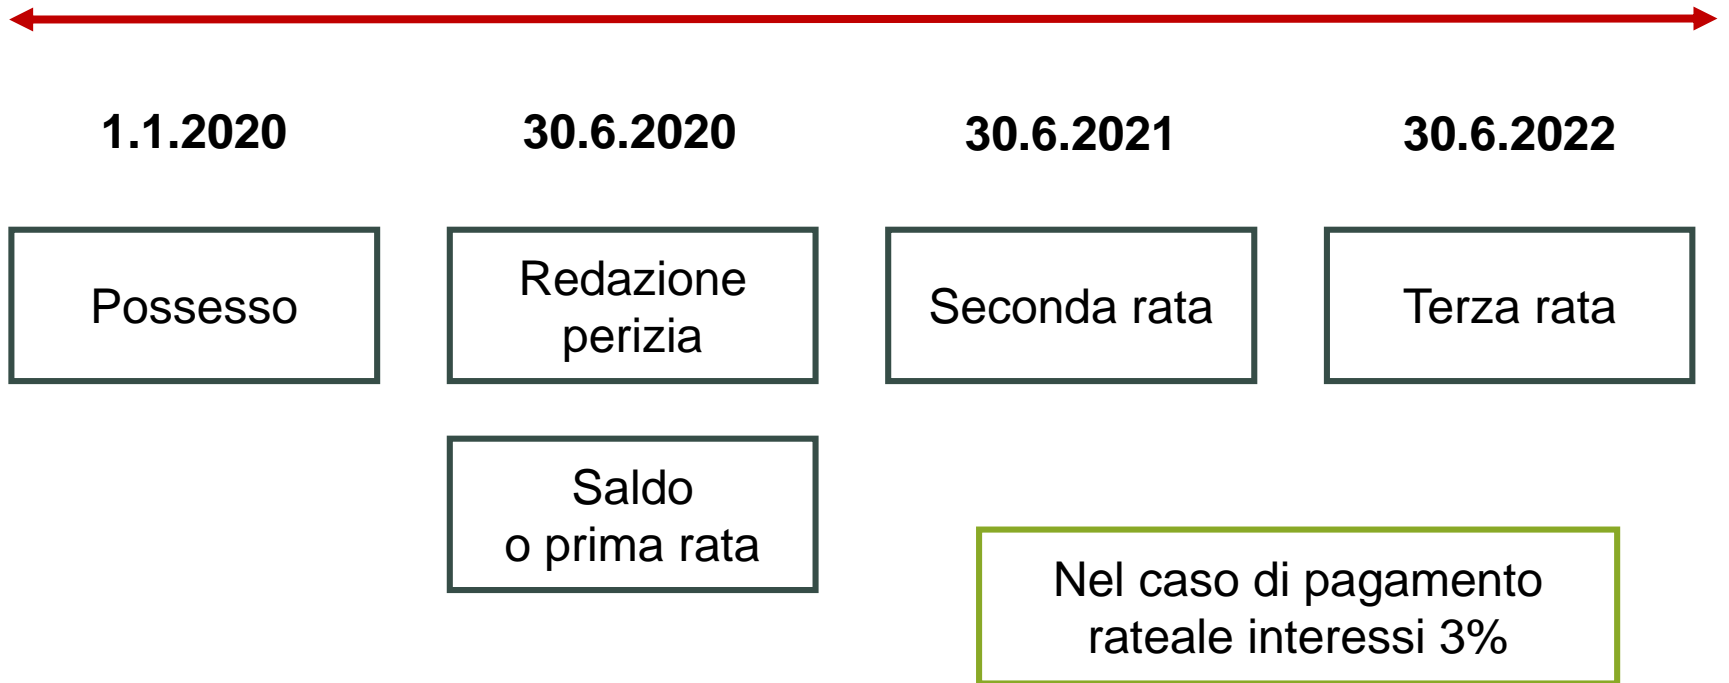 1.1.2020
30.6.2020
30.6.2021
30.6.2022
Possesso
Redazione
perizia
Seconda rata
Terza rata
Saldo
o prima rata
Nel caso di pagamento
rateale interessi 3%